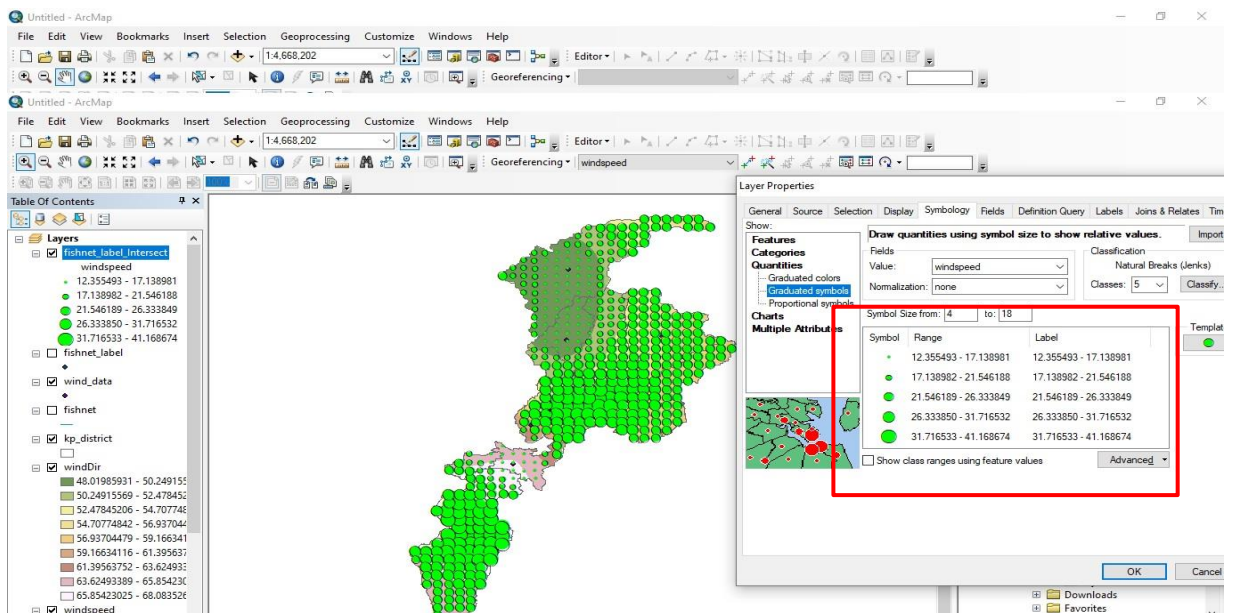 Untitled - ArcMap
File Edit View Bookmarks Insert Selection Geoprocessing Customize Windows Help
1:4,668,202
Editor
Georeferencing
Untitled - ArcMap
File Edit View Bookmarks Insert Selection Geoprocessing Customize Windows Help
1:4,668,202
Editor
Georeferencing windspeed
Table Of Contents
Layers
fishnet_label_Intersect
windspeed
12.355493 - 17.138981
17.138982 - 21.546188
21.546189 - 26.333849
26.333850 - 31.716532
31.716533 - 41.168674
fishnet_label
wind_data
fishnet
kp_district
windDir
48.01985931 - 50.249155
50.24915569 - 52.478452
52.47845206 - 54.707748
54.70774842 - 56.937044
56.93704479 - 59.166341
59.16634116 - 61.395637
61.39563752 - 63.624933
63.62493389 - 65.854230
65.85423025 - 68.083526
windspeed
Layer Properties
General Source Selection Display Symbology Fields Definition Query Labels Joins & Relates Tim
Show:
Features
Categories
Quantities
Graduated colors
Graduated symbols
Proportional symbols
Charts
Multiple Attributes
Draw quantities using symbol size to show relative values.
Import
Fields
Value: windspeed
Normalization: none
Classification
Natural Breaks (Jenks)
Classes: 5 Classify...
Symbol Size from: 4 to: 18
Symbol Range Label
12.355493 - 17.138981 12.355493 - 17.138981
17.138982 - 21.546188 17.138982 - 21.546188
21.546189 - 26.333849 21.546189 - 26.333849
26.333850 - 31.716532 26.333850 - 31.716532
31.716533 - 41.168674 31.716533 - 41.168674
Templat
Show class ranges using feature values
Advanced
OK Cancel
Downloads
Favorites